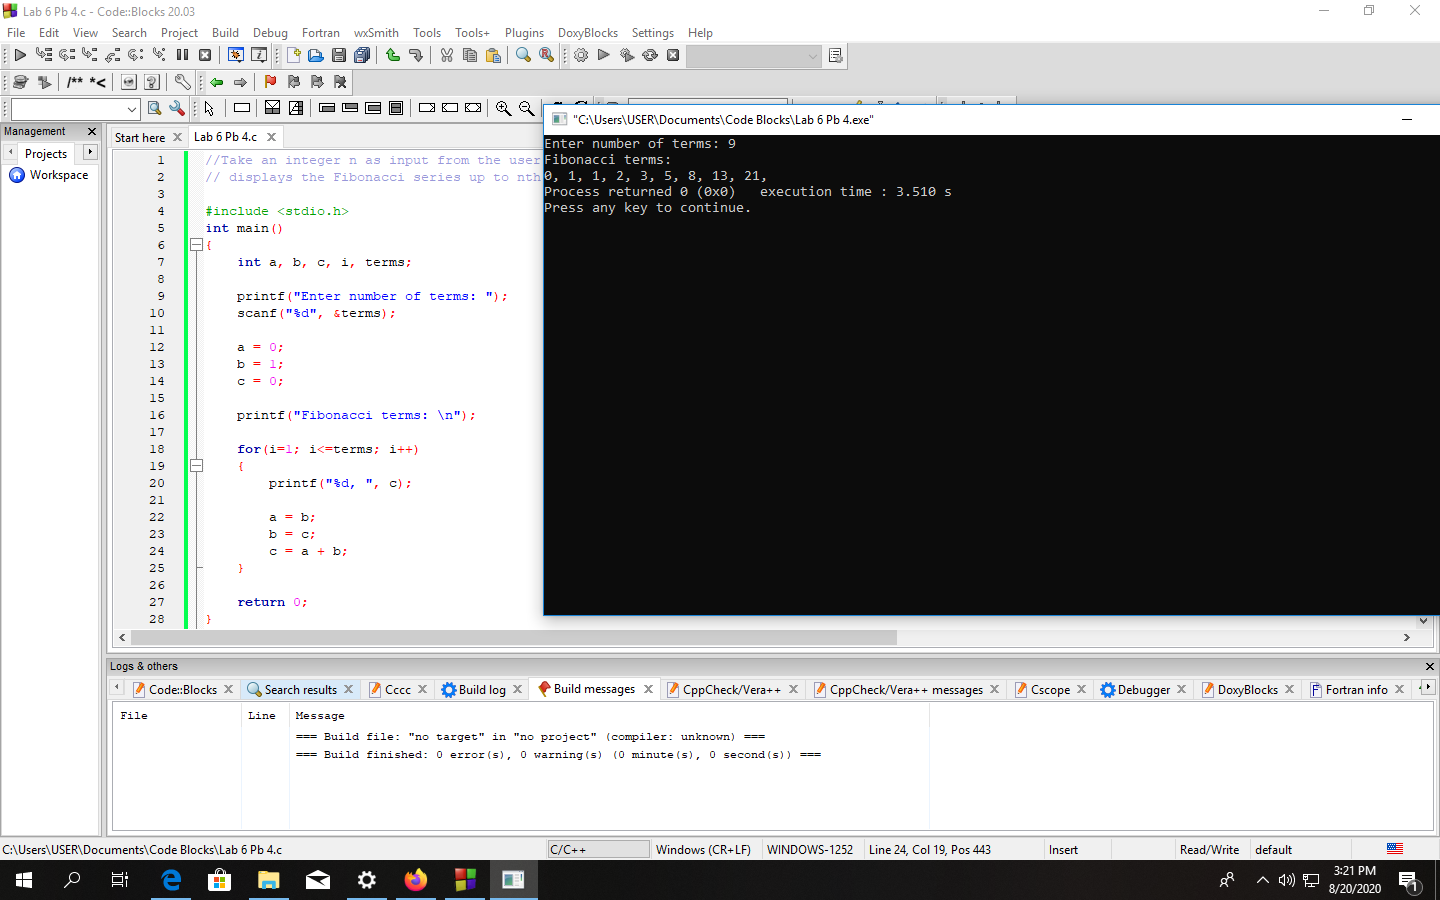 Lab 6 Pb 4.c - Code::Blocks 20.03
File Edit View Search Project Build Debug Fortran wxSmith Tools Tools+ Plugins DoxyBlocks Settings Help
/** *<
Management
Projects
Workspace
Start here Lab 6 Pb 4.c
1 //Take an integer n as input from the user
2 // displays the Fibonacci series up to nth
3
4 #include <stdio.h>
5 int main()
6 {
7 int a, b, c, i, terms;
8
9 printf("Enter number of terms: ");
10 scanf("%d", &terms);
11
12 a = 0;
13 b = 1;
14 c = 0;
15
16 printf("Fibonacci terms: \n");
17
18 for(i=1; i<=terms; i++)
19 {
20 printf("%d, ", c);
21
22 a = b;
23 b = c;
24 c = a + b;
25 }
26
27 return 0;
28 }
"C:\Users\USER\Documents\Code Blocks\Lab 6 Pb 4.exe"
Enter number of terms: 9
Fibonacci terms:
0, 1, 1, 2, 3, 5, 8, 13, 21,
Process returned 0 (0x0)   execution time : 3.510 s
Press any key to continue.
Logs & others
Code::Blocks Search results Cccc Build log Build messages CppCheck/Vera++ CppCheck/Vera++ messages Cscope Debugger DoxyBlocks Fortran info
File Line Message
=== Build file: "no target" in "no project" (compiler: unknown) ===
=== Build finished: 0 error(s), 0 warning(s) (0 minute(s), 0 second(s)) ===
C:\Users\USER\Documents\Code Blocks\Lab 6 Pb 4.c C/C++ Windows (CR+LF) WINDOWS-1252 Line 24, Col 19, Pos 443 Insert Read/Write default
3:21 PM
8/20/2020
1